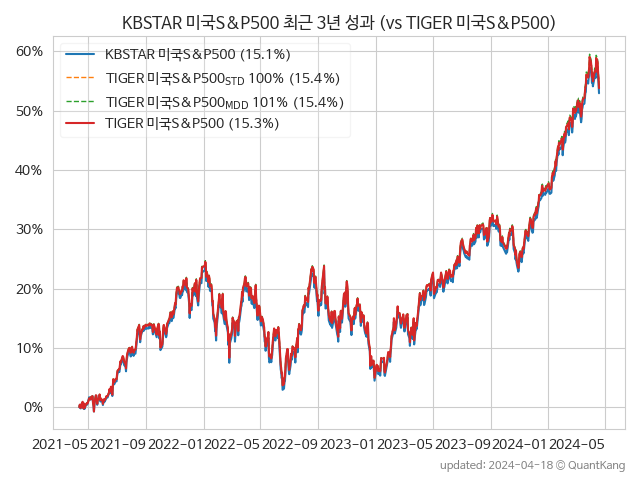 KBSTAR 미국S&P500 최근 3년 성과 (vs TIGER 미국S&P500)
60%
50%
40%
30%
20%
10%
0%
KBSTAR 미국S&P500 (15.1%)
TIGER 미국S&P500STD 100% (15.4%)
TIGER 미국S&P500MDD 101% (15.4%)
TIGER 미국S&P500 (15.3%)
2021-05 2021-09 2022-01 2022-05 2022-09 2023-01 2023-05 2023-09 2024-01 2024-05
updated: 2024-04-18 © QuantKang